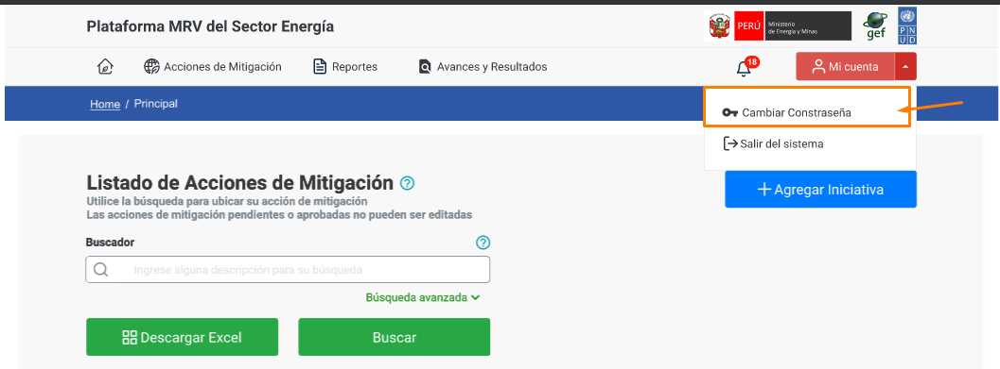 Plataforma MRV del Sector Energía
PERÚ Ministerio
de Energía y Minas
gef
P N
U D
Acciones de Mitigación Reportes Avances y Resultados 18 Mi cuenta
Home / Principal
Cambiar Constraseña
Salir del sistema
Listado de Acciones de Mitigación ?
Utilice la búsqueda para ubicar su acción de mitigación
Las acciones de mitigación pendientes o aprobadas no pueden ser editadas
+ Agregar Iniciativa
Buscador ?
Ingrese alguna descripción para su búsqueda
Búsqueda avanzada
Descargar Excel Buscar